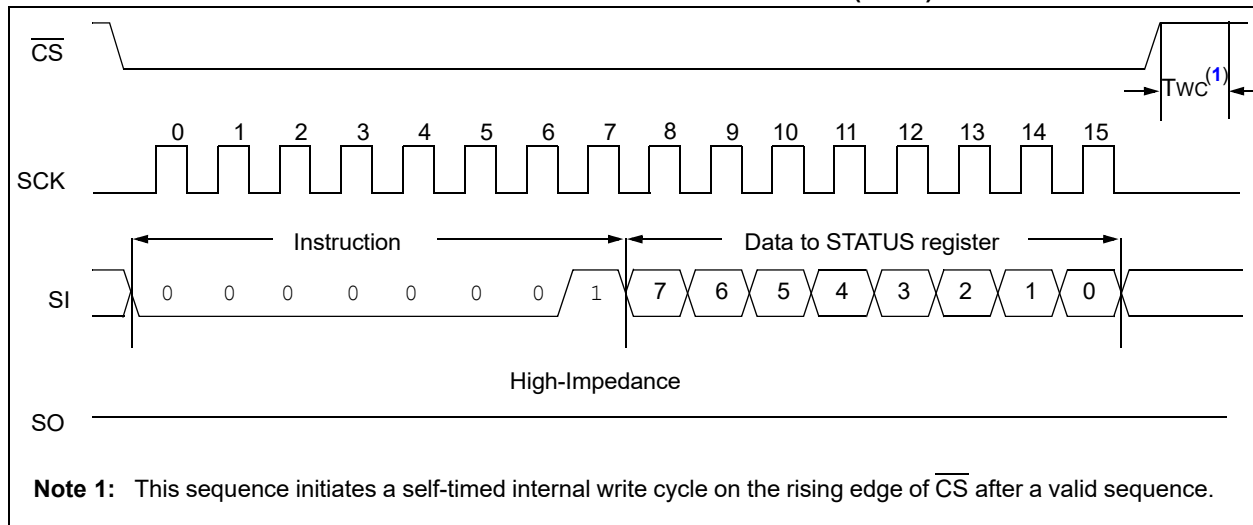 CS
TWC(1)
0 1 2 3 4 5 6 7 8 9 10 11 12 13 14 15
SCK
Instruction Data to STATUS register
SI 0 0 0 0 0 0 0 1 7 6 5 4 3 2 1 0
High-Impedance
SO
Note 1: This sequence initiates a self-timed internal write cycle on the rising edge of CS after a valid sequence.